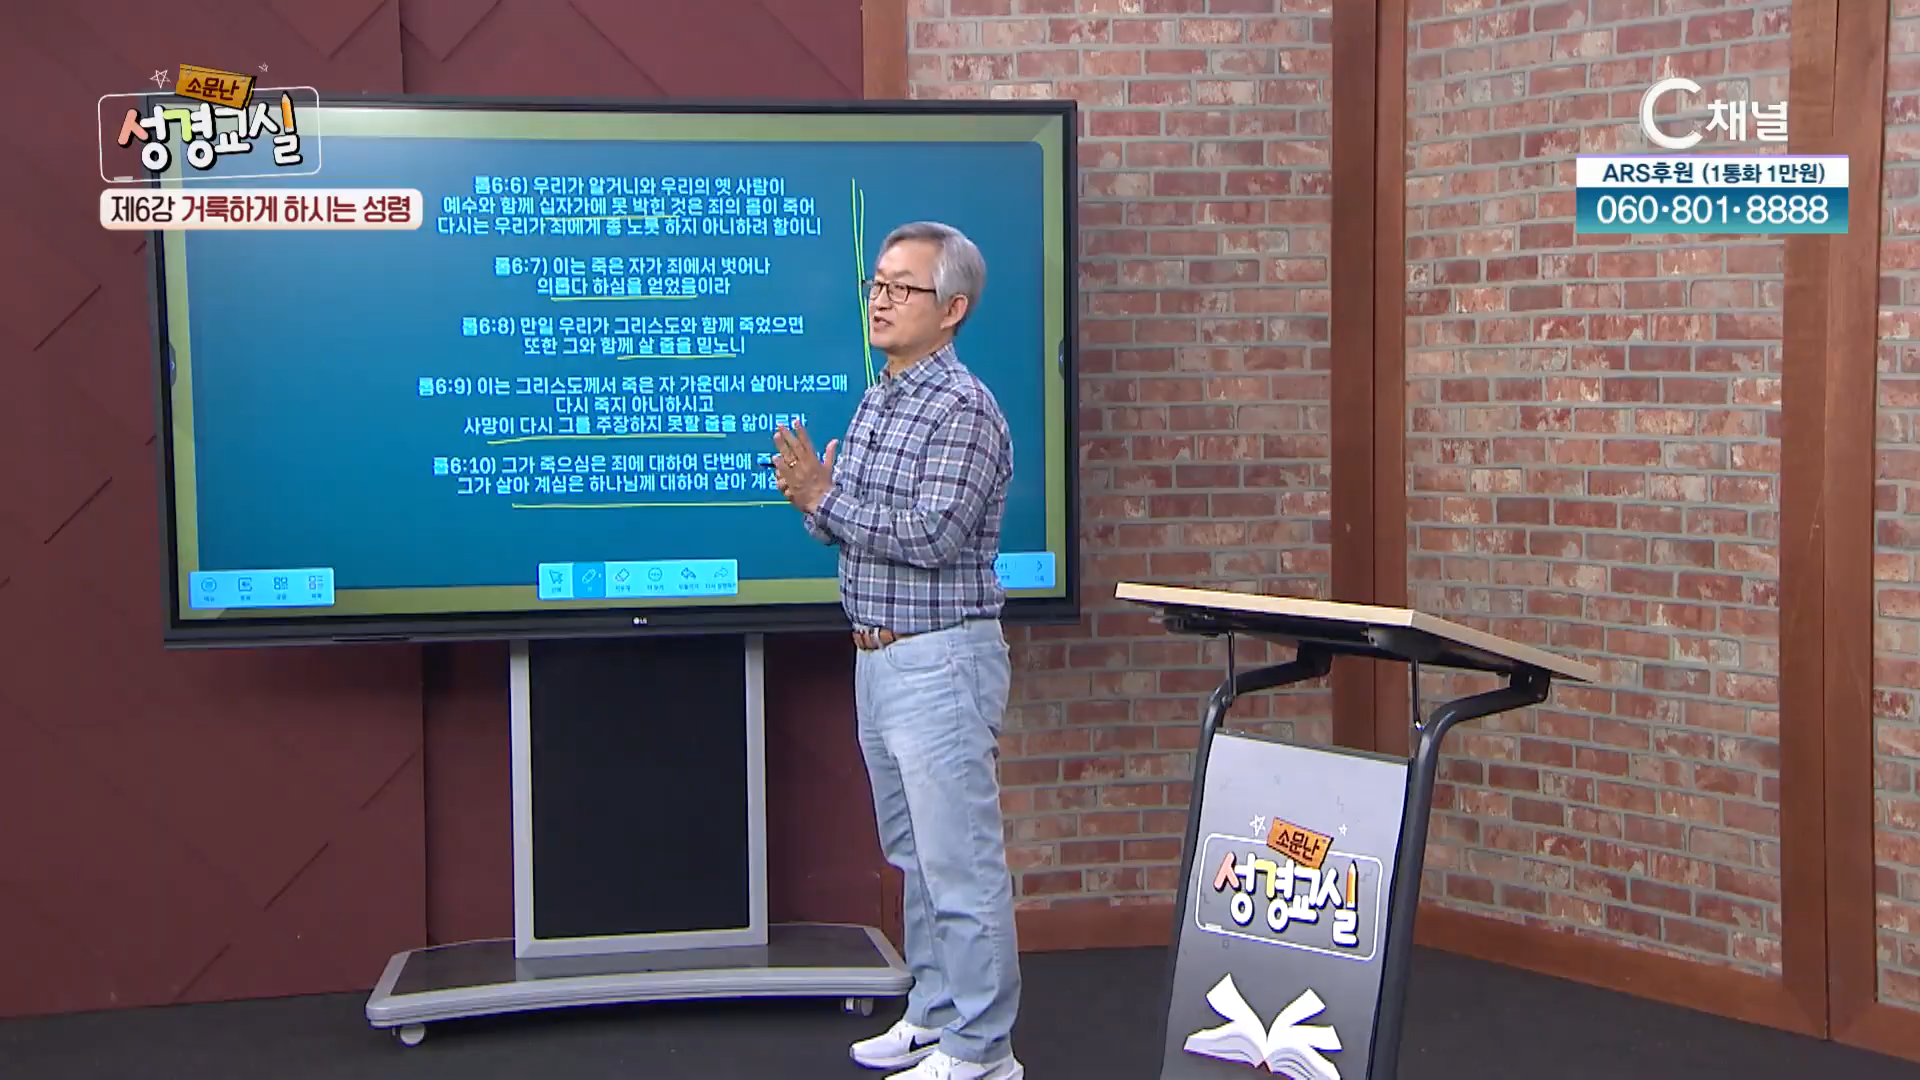 소문난
성경교실
제6강 거룩하게 하시는 성령
C채널
ARS후원 (1통화 1만원)
060·801·8888
롬6:6) 우리가 알거니와 우리의 옛 사람이
예수와 함께 십자가에 못 박힌 것은 죄의 몸이 죽어
다시는 우리가 죄에게 종 노릇 하지 아니하려 함이니
롬6:7) 이는 죽은 자가 죄에서 벗어나
의롭다 하심을 얻었음이라
롬6:8) 만일 우리가 그리스도와 함께 죽었으면
또한 그와 함께 살 줄을 믿노니
롬6:9) 이는 그리스도께서 죽은 자 가운데서 살아나셨으매
다시 죽지 아니하시고
사망이 다시 그를 주장하지 못할 줄을 앎이로라
롬6:10) 그가 죽으심은 죄에 대하여 단번에
그가 살아 계심은 하나님께 대하여 살아
LG
소문난
성경교실